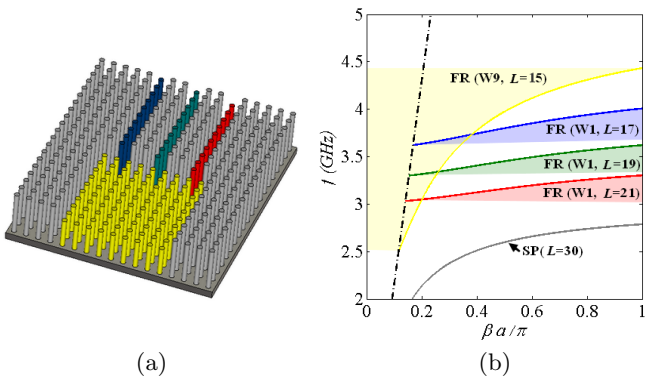 5
4.5
4
3.5
3
2.5
2
f (GHz)
FR (W9, L=15)
FR (W1, L=17)
FR (W1, L=19)
FR (W1, L=21)
SP(L=30)
0 0.2 0.4 0.6 0.8 1
β a/π
(a)
(b)